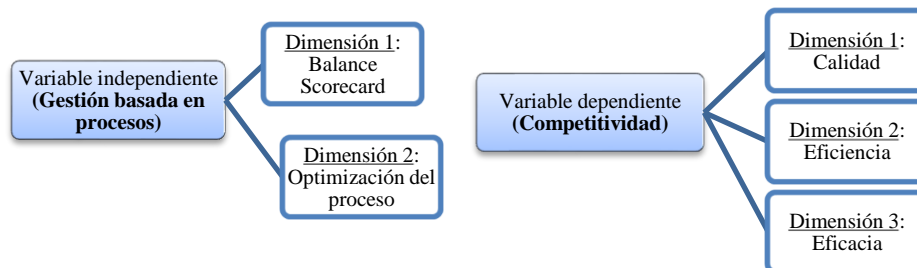 Variable independiente
(Gestión basada en
procesos)
Dimensión 1:
Balance
Scorecard
Dimensión 2:
Optimización del
proceso
Variable dependiente
(Competitividad)
Dimensión 1:
Calidad
Dimensión 2:
Eficiencia
Dimensión 3:
Eficacia